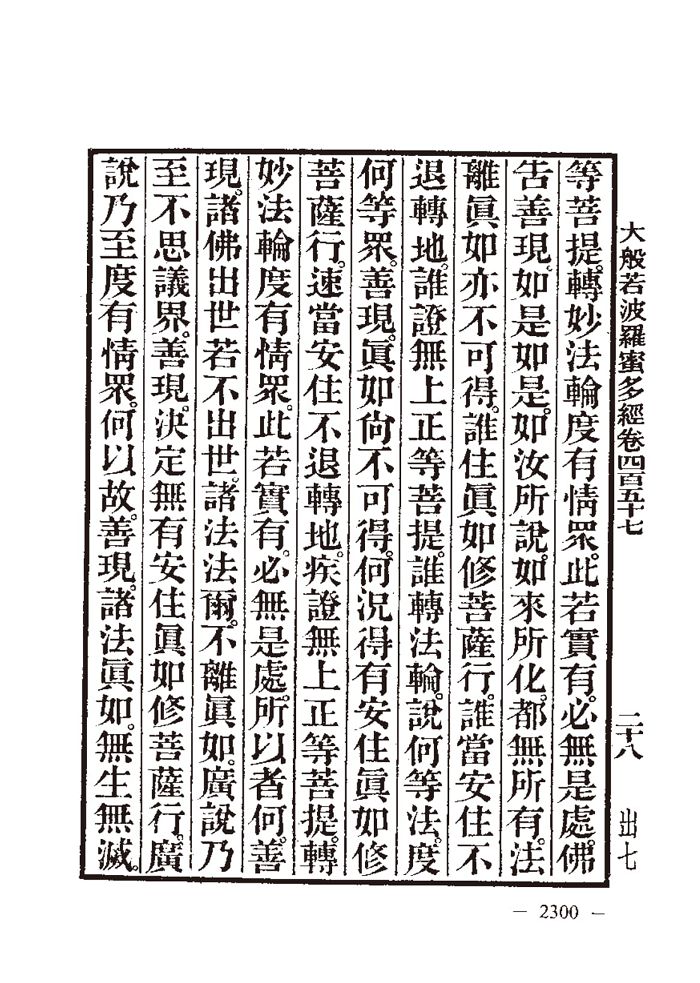 大般若波羅蜜多經卷四百五十七
二十八
出七
等菩提。轉妙法輪度有情眾。此若實有。必無是處。佛
告善現。如是如是。如汝所說。如來所化。都無所有。法
離眞如亦不可得。誰住眞如修菩薩行。誰當安住不
退轉地。誰證無上正等菩提。誰轉法輪。說何等法。度
何等眾。善現。眞如尙不可得。何況得有安住眞如修
菩薩行。速當安住不退轉地。疾證無上正等菩提。轉
妙法輪度有情眾。此若實有。必無是處。所以者何。善
現。諸佛出世若不出世。諸法法爾。不離眞如。廣說乃
至不思議界。善現。決定無有安住眞如修菩薩行。廣
說乃至度有情眾。何以故。善現。諸法眞如。無生無滅。
— 2300 —